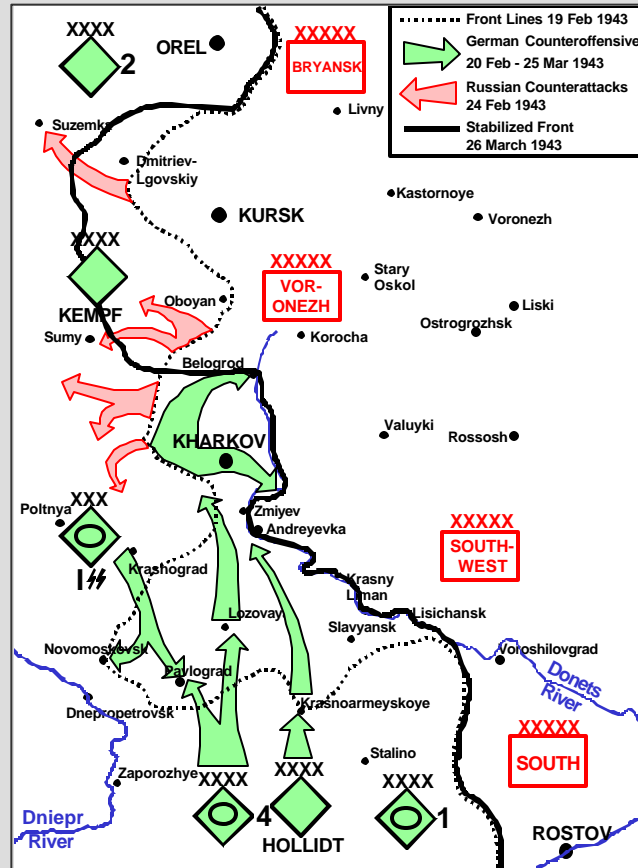 Front Lines 19 Feb 1943
German Counteroffensive
20 Feb - 25 Mar 1943
Russian Counterattacks
24 Feb 1943
Stabilized Front
26 March 1943
XXXX
2
OREL
XXXXX
BRYANSK
Livny
Suzemka
Dmitriev-
Lgovskiy
Kastornoye
KURSK
Voronezh
XXXX
KEMPF
XXXXX
VOR-
ONEZH
Stary
Oskol
Oboyan
Liski
Sumy
Korocha
Ostrogrozhsk
Belogrod
KHARKOV
Valuyki
Rossosh
XXX
Poltnya
I
Zmiyev
Andreyevka
XXXXX
SOUTH-
WEST
Krashograd
Krasny
Liman
Lisichansk
Lozovay
Slavyansk
Novomoskovsk
Pavlograd
Voroshilovgrad
Donets
River
Dnepropetrovsk
Krasnoarmeyskoye
XXXXX
SOUTH
Stalino
Zaporozhye
XXXX
4
XXXX
HOLLIDT
XXXX
1
Dniepr
River
ROSTOV